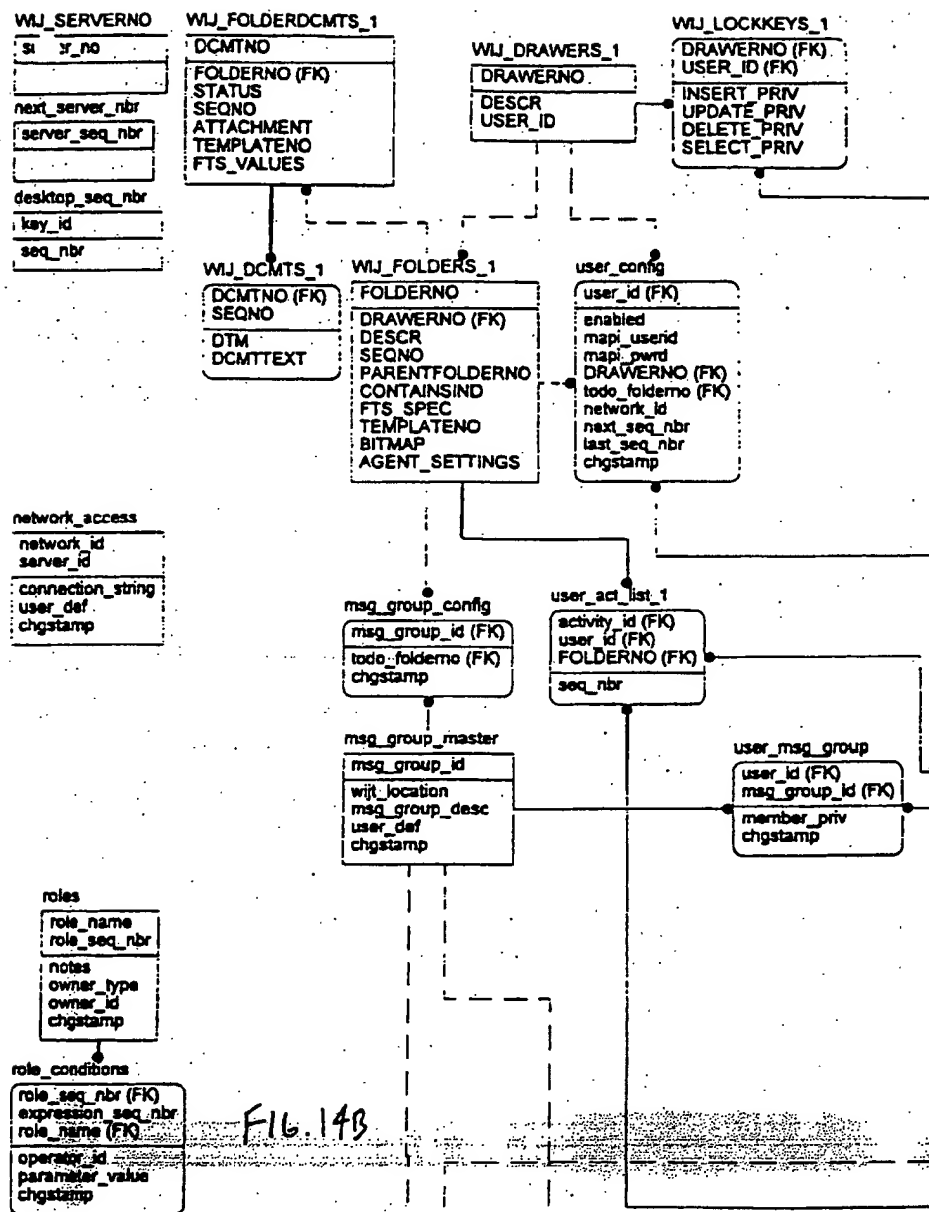 WIJ_SERVERNO
next_server_nbr
server_seq_nbr
desktop_seq_nbr
key_id
seq_nbr
WIJ_FOLDERDCMTS_1
DCMTNO
FOLDERNO (FK)
STATUS
SEQNO
ATTACHMENT
TEMPLATENO
FTS_VALUES
WIJ_DRAWERS_1
DRAWERNO
DESCR
USER_ID
WIJ_LOCKKEYS_1
DRAWERNO (FK)
USER_ID (FK)
INSERT_PRIV
UPDATE_PRIV
DELETE_PRIV
SELECT_PRIV
WIJ_DCMTS_1
DCMTNO (FK)
SEQNO
DTM
DCMTTEXT
WIJ_FOLDERS_1
FOLDERNO
DRAWERNO (FK)
DESCR
SEQNO
PARENTFOLDERNO
CONTAINSIND
FTS_SPEC
TEMPLATENO
BITMAP
AGENT_SETTINGS
user_config
user_id (FK)
enabled
mapi_userid
mapi_pwrd
DRAWERNO (FK)
todo_folderno (FK)
network_id
next_seq_nbr
last_seq_nbr
chgstamp
network_access
network_id
server_id
connection_string
user_def
chgstamp
msg_group_config
msg_group_id (FK)
todo_folderno (FK)
chgstamp
user_act_list_1
activity_id (FK)
user_id (FK)
FOLDERNO (FK)
seq_nbr
msg_group_master
msg_group_id
wijt_location
msg_group_desc
user_def
chgstamp
user_msg_group
user_id (FK)
msg_group_id (FK)
member_priv
chgstamp
roles
role_name
role_seq_nbr
notes
owner_type
owner_id
chgstamp
role_conditions
role_seq_nbr (FK)
expression_seq_nbr
role_name (FK)
operator_id
parameter_value
chgstamp
FIG. 14B